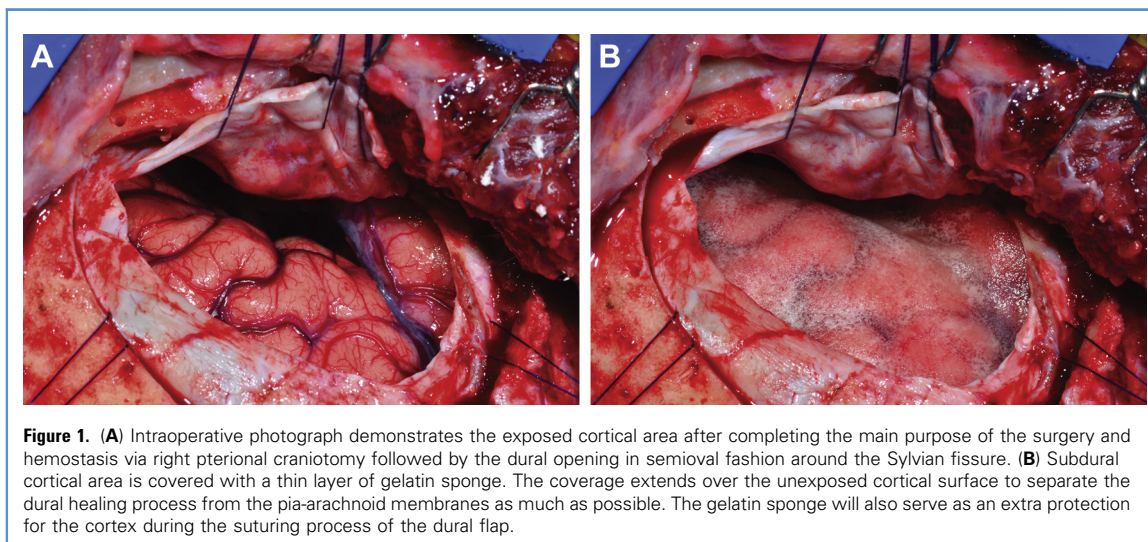 A
B
Figure 1. (A) Intraoperative photograph demonstrates the exposed cortical area after completing the main purpose of the surgery and
hemostasis via right pterional craniotomy followed by the dural opening in semioval fashion around the Sylvian fissure. (B) Subdural
cortical area is covered with a thin layer of gelatin sponge. The coverage extends over the unexposed cortical surface to separate the
dural healing process from the pia-arachnoid membranes as much as possible. The gelatin sponge will also serve as an extra protection
for the cortex during the suturing process of the dural flap.